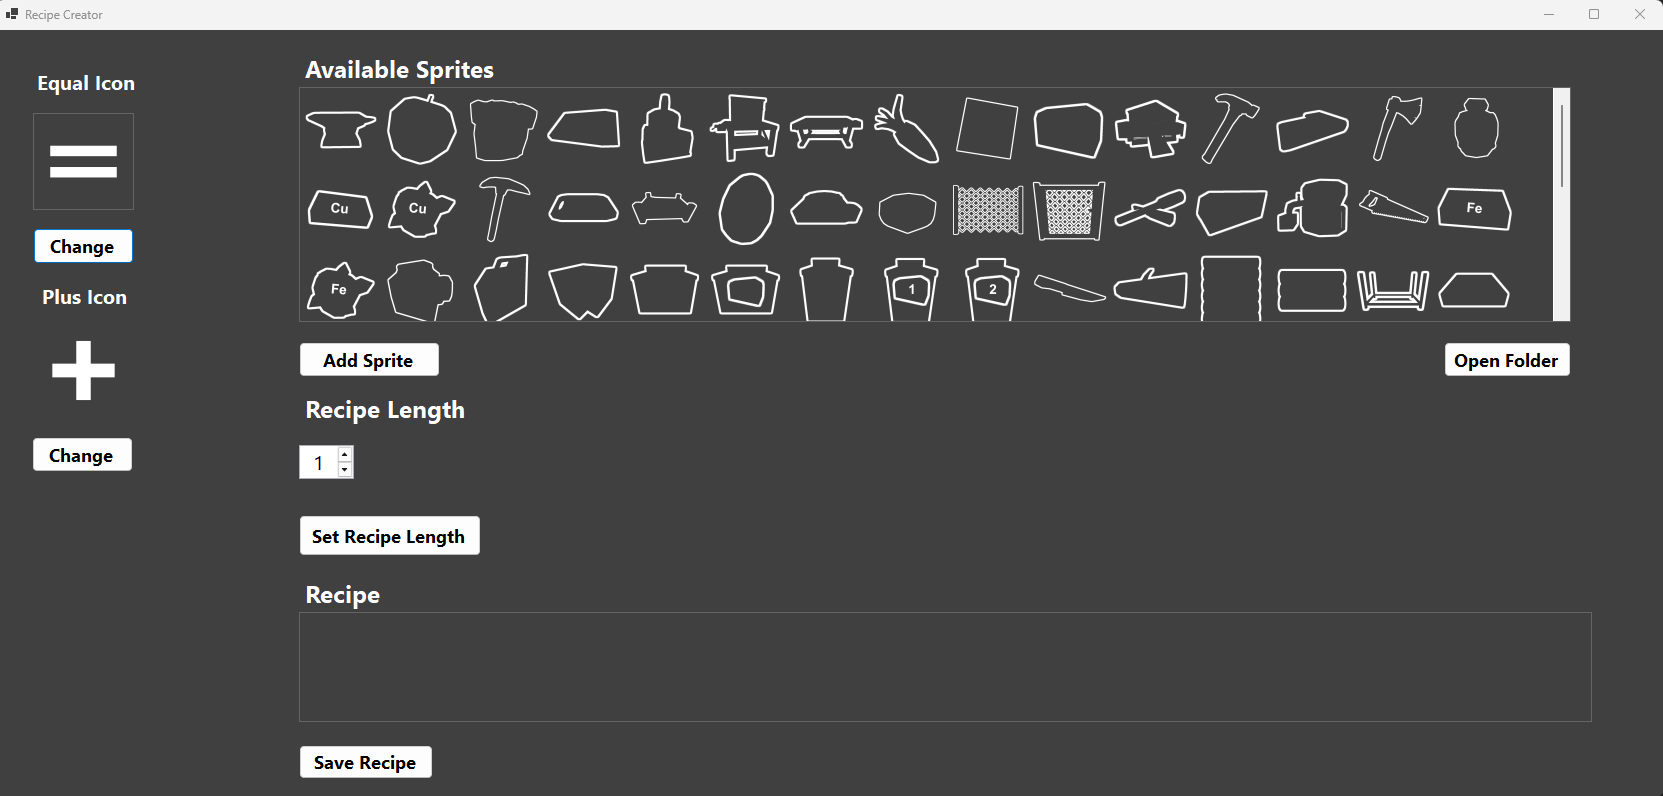 Recipe Creator
Equal Icon
Change
Plus Icon
Change
Available Sprites
Cu
Cu
Fe
Fe
1
2
Add Sprite
Open Folder
Recipe Length
1
Set Recipe Length
Recipe
Save Recipe